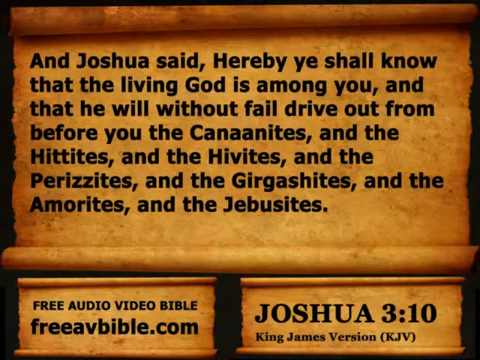 And Joshua said, Hereby ye shall know
that the living God is among you, and
that he will without fail drive out from
before you the Canaanites, and the
Hittites, and the Hivites, and the
Perizzites, and the Girgashites, and the
Amorites, and the Jebusites.
FREE AUDIO VIDEO BIBLE
freeavbible.com
JOSHUA 3:10
King James Version (KJV)